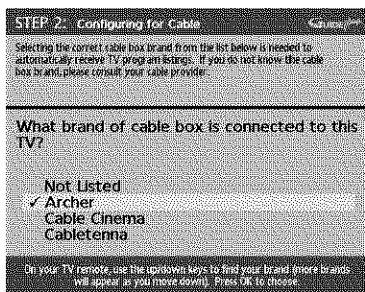 STEP 2: Configuring for Cable
Selecting the correct cable box brand from the list below is needed to
automatically receive TV program listings. If you do not know the cable
box brand, please consult your cable provider.
What brand of cable box is connected to this
TV?
Not Listed
✓ Archer
Cable Cinema
Cabletenna
On your TV remote, use the up/down keys to find your brand (more brands
will appear as you move down). Press OK to choose.